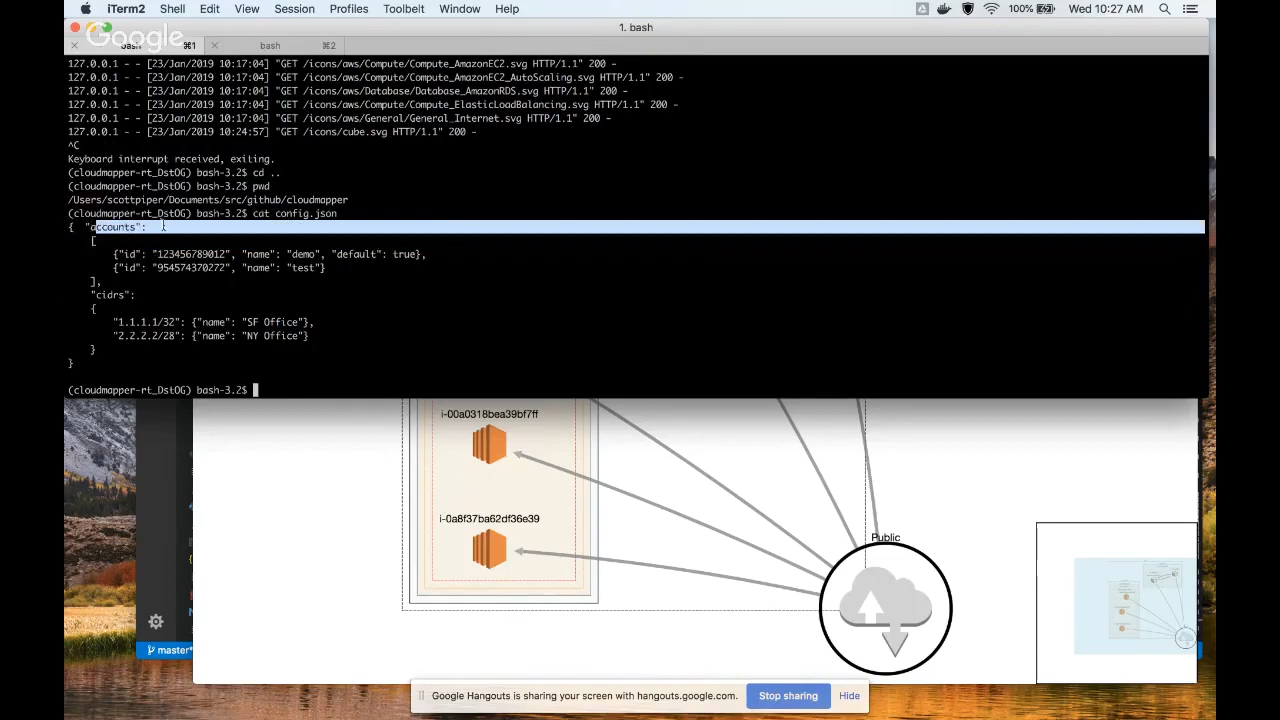 iTerm2 Shell Edit View Session Profiles Toolbelt Window Help 100% Wed 10:27 AM
1. bash
Google
bash ⌘1 bash ⌘2
127.0.0.1 - - [23/Jan/2019 10:17:04] "GET /icons/aws/Compute/Compute_AmazonEC2.svg HTTP/1.1" 200 -
127.0.0.1 - - [23/Jan/2019 10:17:04] "GET /icons/aws/Compute/Compute_AmazonEC2_AutoScaling.svg HTTP/1.1" 200 -
127.0.0.1 - - [23/Jan/2019 10:17:04] "GET /icons/aws/Database/Database_AmazonRDS.svg HTTP/1.1" 200 -
127.0.0.1 - - [23/Jan/2019 10:17:04] "GET /icons/aws/Compute/Compute_ElasticLoadBalancing.svg HTTP/1.1" 200 -
127.0.0.1 - - [23/Jan/2019 10:17:04] "GET /icons/aws/General/General_Internet.svg HTTP/1.1" 200 -
127.0.0.1 - - [23/Jan/2019 10:24:57] "GET /icons/cube.svg HTTP/1.1" 200 -
^C
Keyboard interrupt received, exiting.
(cloudmapper-rt_DstOG) bash-3.2$ cd ..
(cloudmapper-rt_DstOG) bash-3.2$ pwd
/Users/scottpiper/Documents/src/github/cloudmapper
(cloudmapper-rt_DstOG) bash-3.2$ cat config.json
{ "accounts":
[
{"id": "123456789012", "name": "demo", "default": true},
{"id": "954574370272", "name": "test"}
],
"cidrs":
{
"1.1.1.1/32": {"name": "SF Office"},
"2.2.2.2/28": {"name": "NY Office"}
}
}
(cloudmapper-rt_DstOG) bash-3.2$
i-00a0318bea39bf7ff
i-0a8f37ba62df36e39
Public
master*
Google Hangouts is sharing your screen with hangouts.google.com. Stop sharing Hide